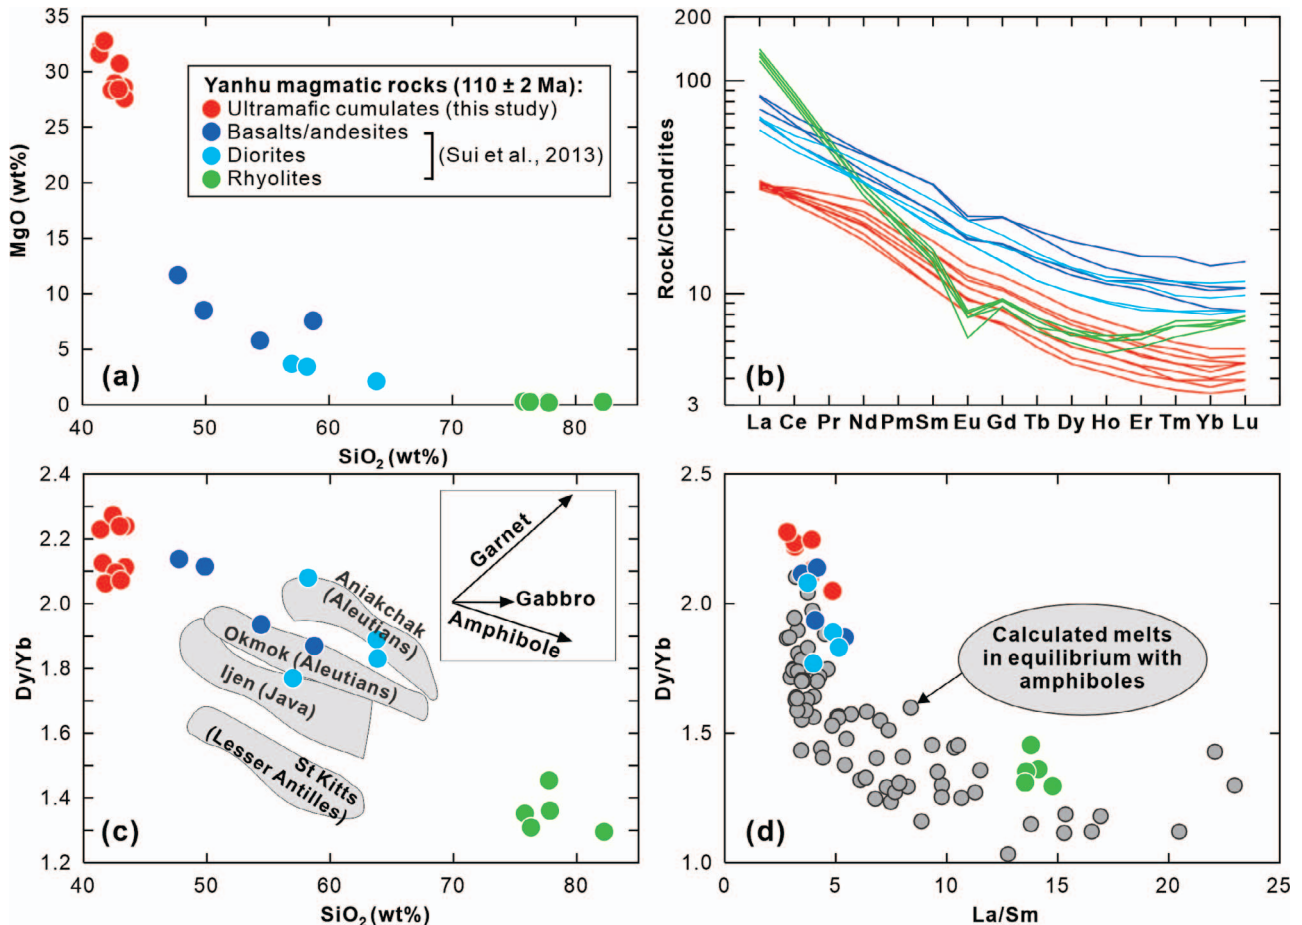 35
30
25
20
15
10
5
0
MgO (wt%)
Yanhu magmatic rocks (110 ± 2 Ma):
Ultramafic cumulates (this study)
Basalts/andesites
Diorites
Rhyolites
(Sui et al., 2013)
(a)
40
50
60
70
80
SiO₂ (wt%)
200
100
10
3
Rock/Chondrites
(b)
La Ce Pr Nd Pm Sm Eu Gd Tb Dy Ho Er Tm Yb Lu
2.4
2.2
2.0
1.8
1.6
1.4
1.2
Dy/Yb
Garnet
Gabbro
Amphibole
Aniakchak
(Aleutians)
Okmok (Aleutians)
Ijen (Java)
St Kitts
(Lesser Antilles)
(c)
40
50
60
70
80
SiO₂ (wt%)
2.5
2.0
1.5
1.0
Dy/Yb
Calculated melts
in equilibrium with
amphiboles
(d)
0
5
10
15
20
25
La/Sm